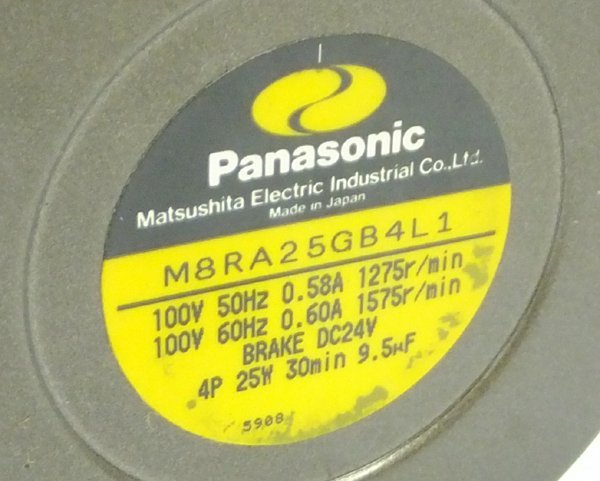 Panasonic
Matsushita Electric Industrial Co.,Ltd.
Made in Japan
M8RA25GB4L1
100V 50Hz 0.58A 1275r/min
100V 60Hz 0.60A 1575r/min
BRAKE DC24V
4P 25W 30min 9.5μF
5908